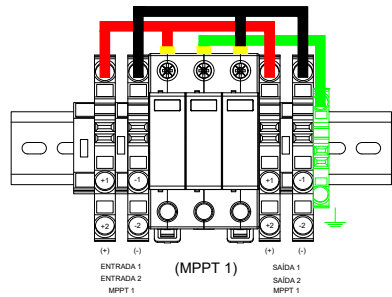 +1 -1 +1 -1
+2 -2 +2 -2
(+) (-) (+) (-)
(MPPT 1)
ENTRADA 1
ENTRADA 2
MPPT 1
SAÍDA 1
SAÍDA 2
MPPT 1